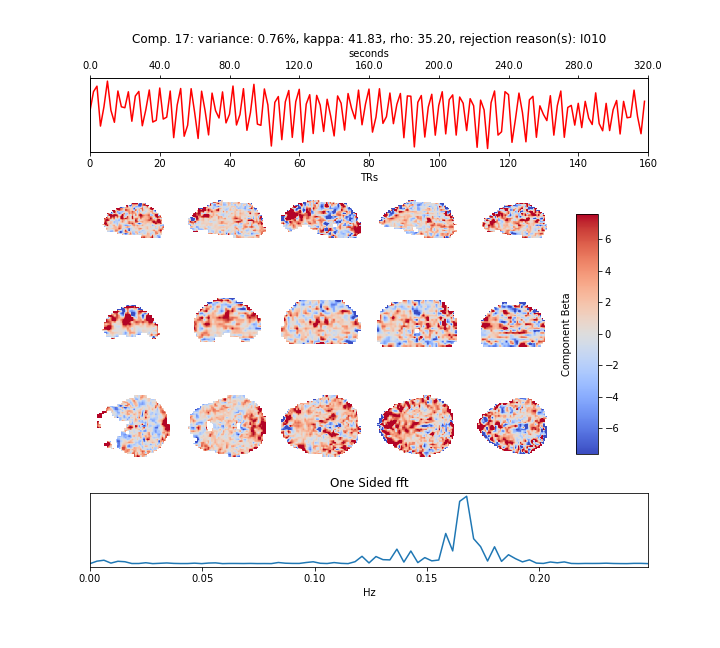 Comp. 17: variance: 0.76%, kappa: 41.83, rho: 35.20, rejection reason(s): I010
seconds
0.0 40.0 80.0 120.0 160.0 200.0 240.0 280.0 320.0
0 20 40 60 80 100 120 140 160
TRs
6
4
2
0
−2
−4
−6
Component Beta
One Sided fft
0.00 0.05 0.10 0.15 0.20
Hz